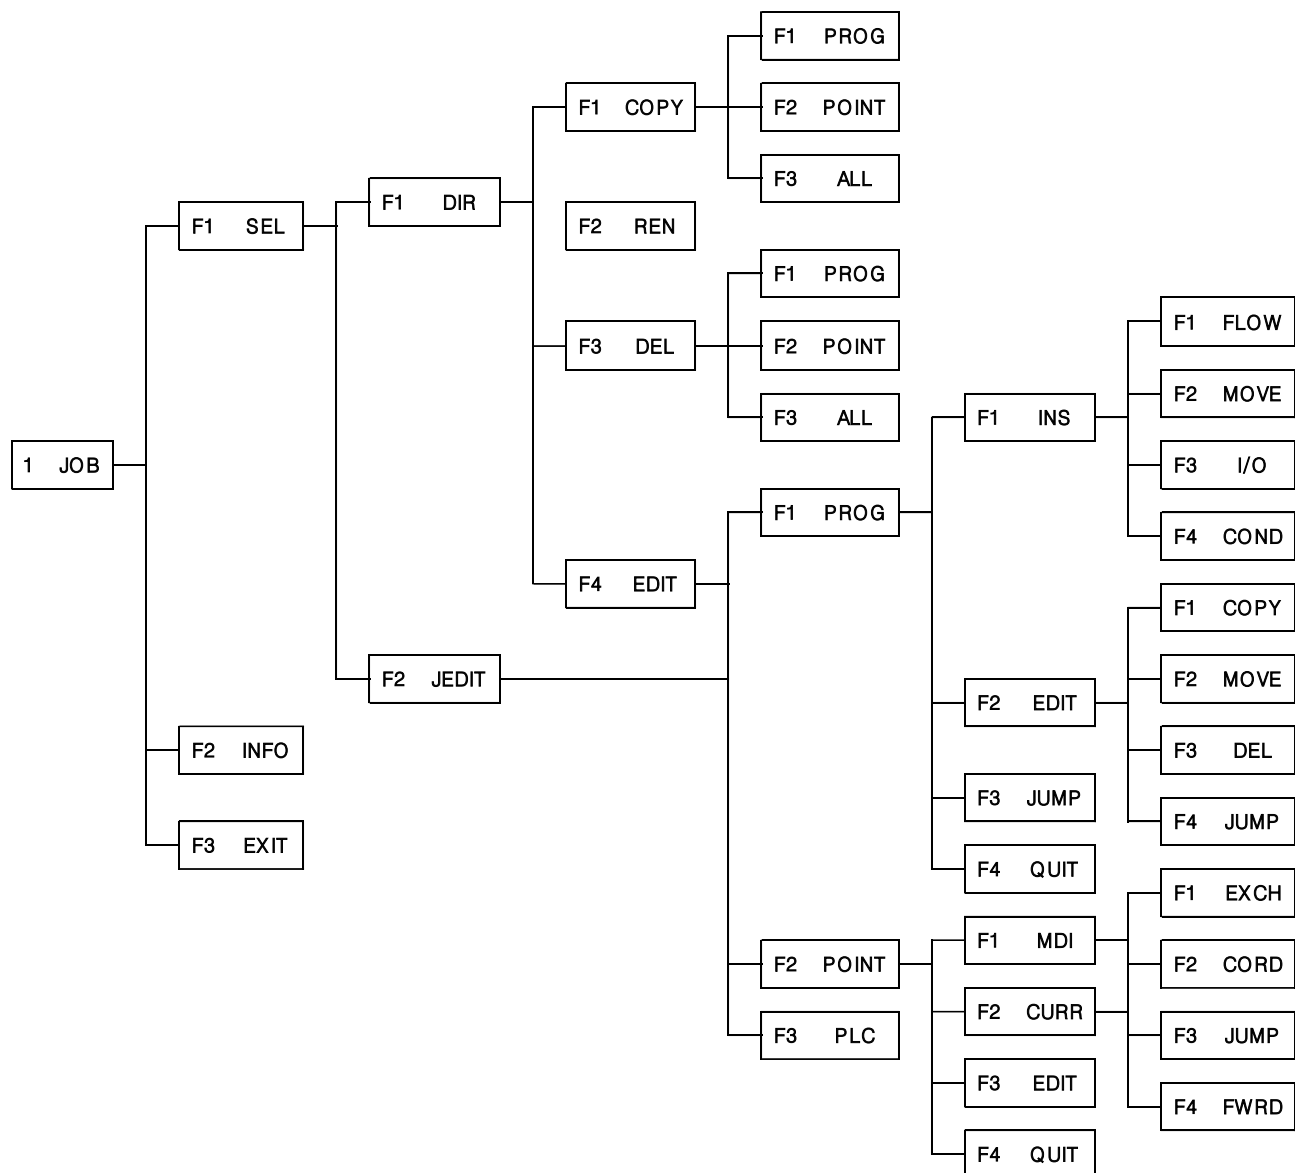 F1 PROG
F1 COPY
F2 POINT
F3 ALL
F1 DIR
F1 SEL
F2 REN
F1 PROG
F1 FLOW
F3 DEL
F2 POINT
F2 MOVE
F3 ALL
F1 INS
1 JOB
F3 I/O
F1 PROG
F4 COND
F4 EDIT
F1 COPY
F2 JEDIT
F2 MOVE
F2 EDIT
F2 INFO
F3 DEL
F3 JUMP
F4 JUMP
F3 EXIT
F4 QUIT
F1 EXCH
F1 MDI
F2 POINT
F2 CORD
F2 CURR
F3 PLC
F3 JUMP
F3 EDIT
F4 FWRD
F4 QUIT